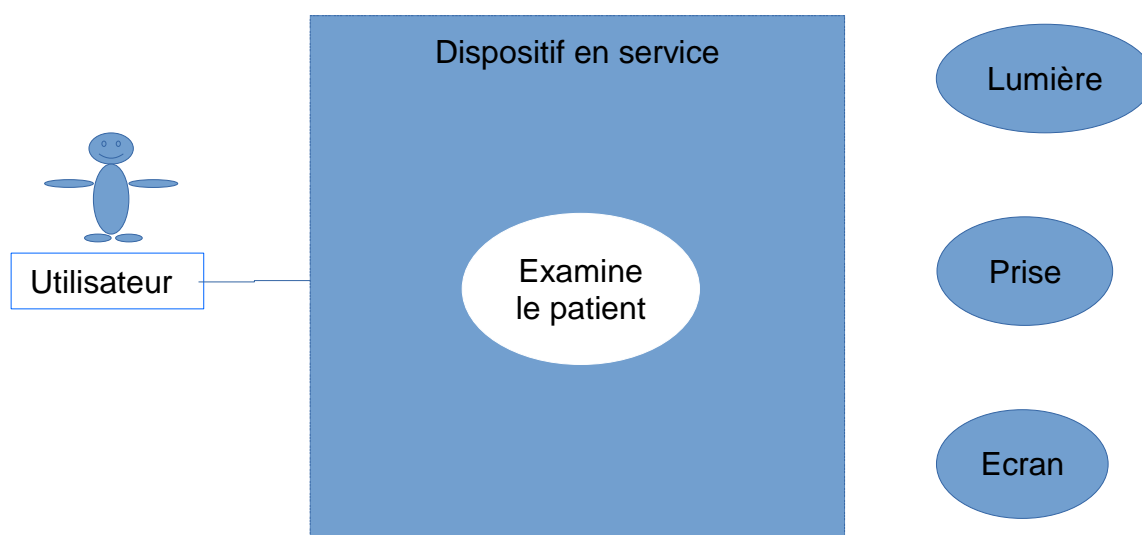 Dispositif en service
Lumière
Utilisateur
Examine
le patient
Prise
Ecran